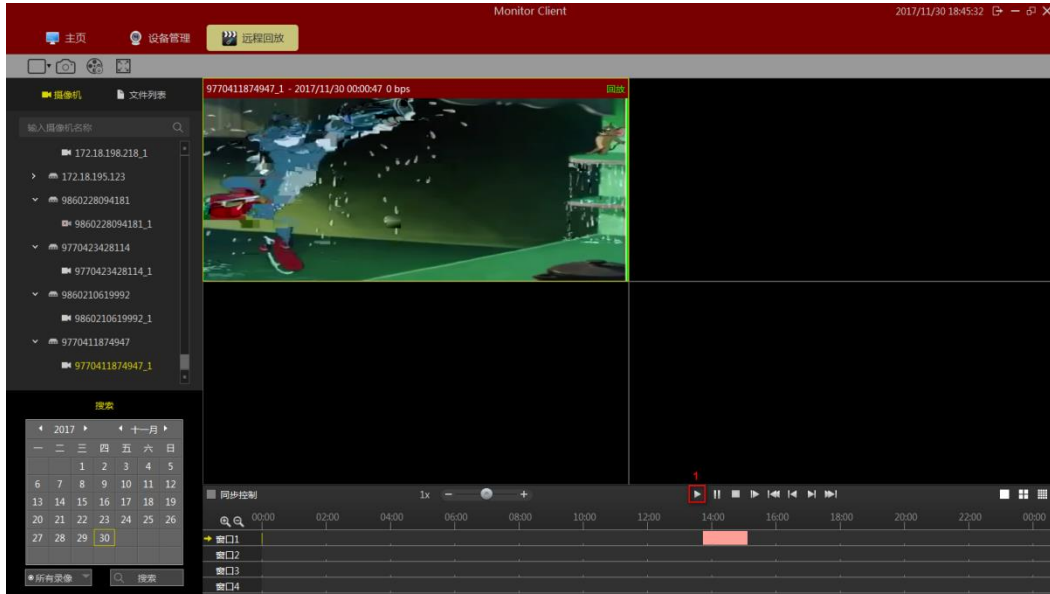 Monitor Client
2017/11/30 18:45:32
主页 设备管理 远程回放
摄像机 文件列表
输入摄像机名称
172.18.198.218_1
172.18.195.123
9860228094181
9860228094181_1
9770423428114
9770423428114_1
9860210619992
9860210619992_1
9770411874947
9770411874947_1
9770411874947_1 - 2017/11/30 00:00:47 0 bps 回放
搜索
2017 十一月
一 二 三 四 五 六 日
1 2 3 4 5
6 7 8 9 10 11 12
13 14 15 16 17 18 19
20 21 22 23 24 25 26
27 28 29 30
所有录像 搜索
1
同步控制 1x
00:00 02:00 04:00 06:00 08:00 10:00 12:00 14:00 16:00 18:00 20:00 22:00 00:00
窗口1
窗口2
窗口3
窗口4